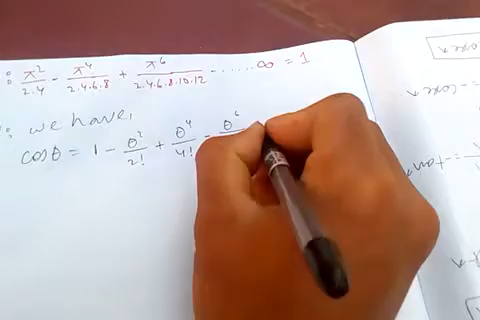 : π²/2.4 - π⁴/2.4.6.8 + π⁶/2.4.6.8.10.12 - ...... ∞ = 1
: we have,
cosθ = 1 - θ²/2! + θ⁴/4! - θ⁶